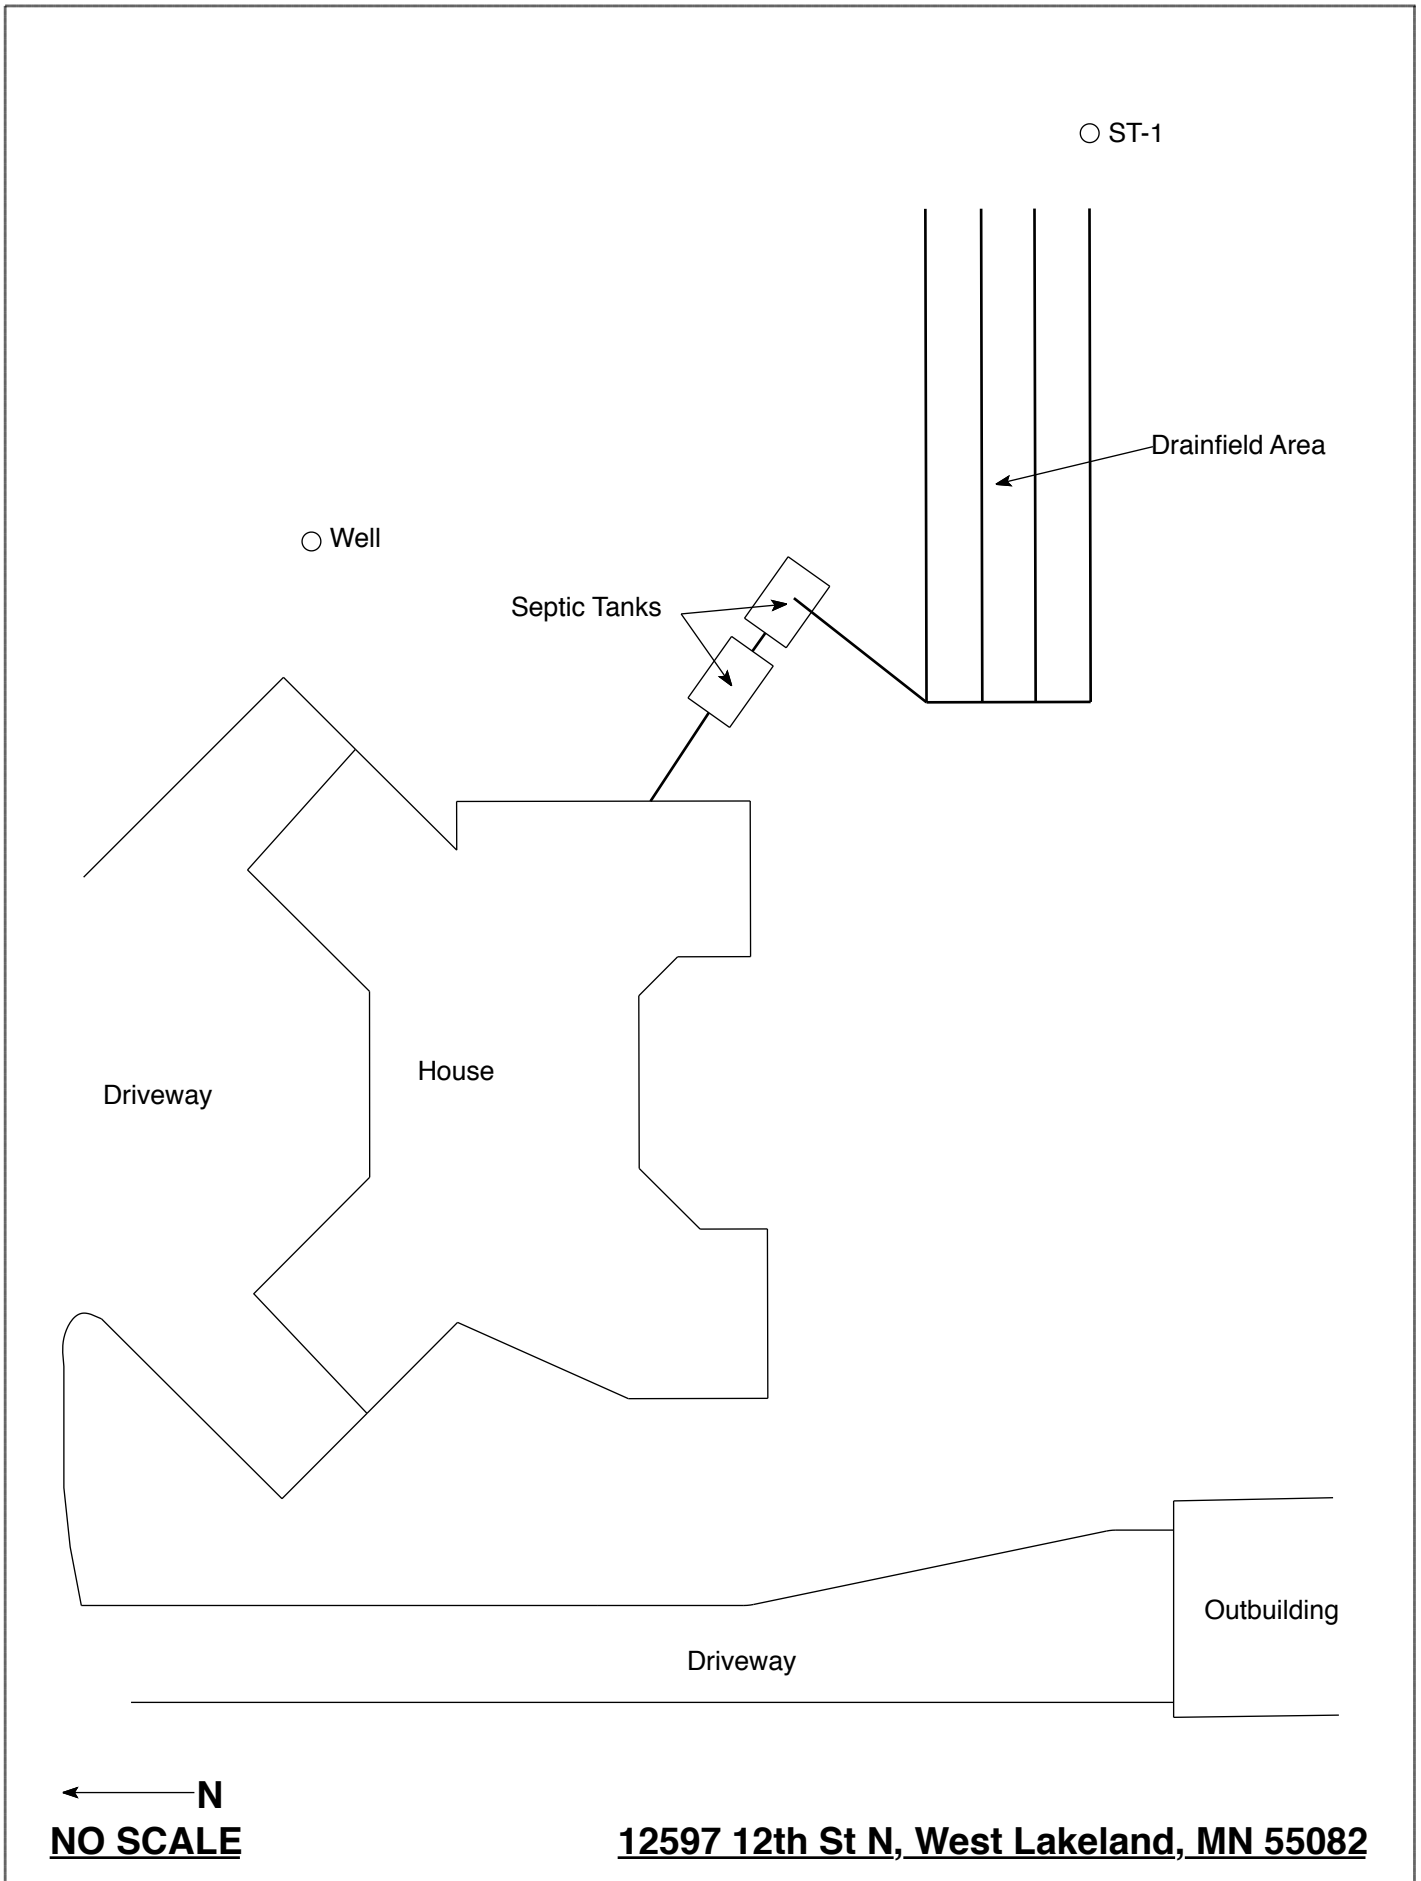 ST-1
Drainfield Area
Well
Septic Tanks
House
Driveway
Outbuilding
Driveway
N
NO SCALE
12597 12th St N, West Lakeland, MN 55082